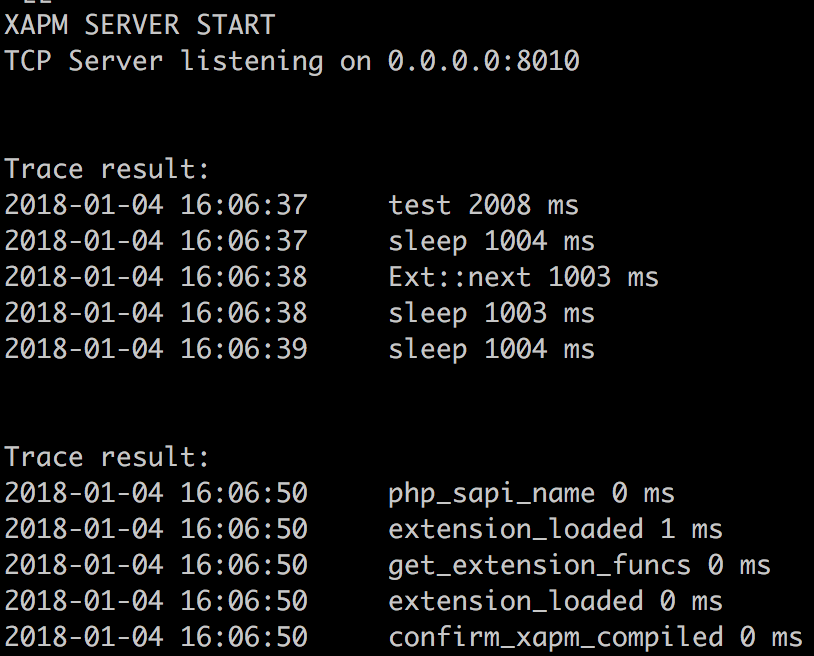 XAPM SERVER START
TCP Server listening on 0.0.0.0:8010
Trace result:
2018-01-04 16:06:37 test 2008 ms
2018-01-04 16:06:37 sleep 1004 ms
2018-01-04 16:06:38 Ext::next 1003 ms
2018-01-04 16:06:38 sleep 1003 ms
2018-01-04 16:06:39 sleep 1004 ms
Trace result:
2018-01-04 16:06:50 php_sapi_name 0 ms
2018-01-04 16:06:50 extension_loaded 1 ms
2018-01-04 16:06:50 get_extension_funcs 0 ms
2018-01-04 16:06:50 extension_loaded 0 ms
2018-01-04 16:06:50 confirm_xapm_compiled 0 ms